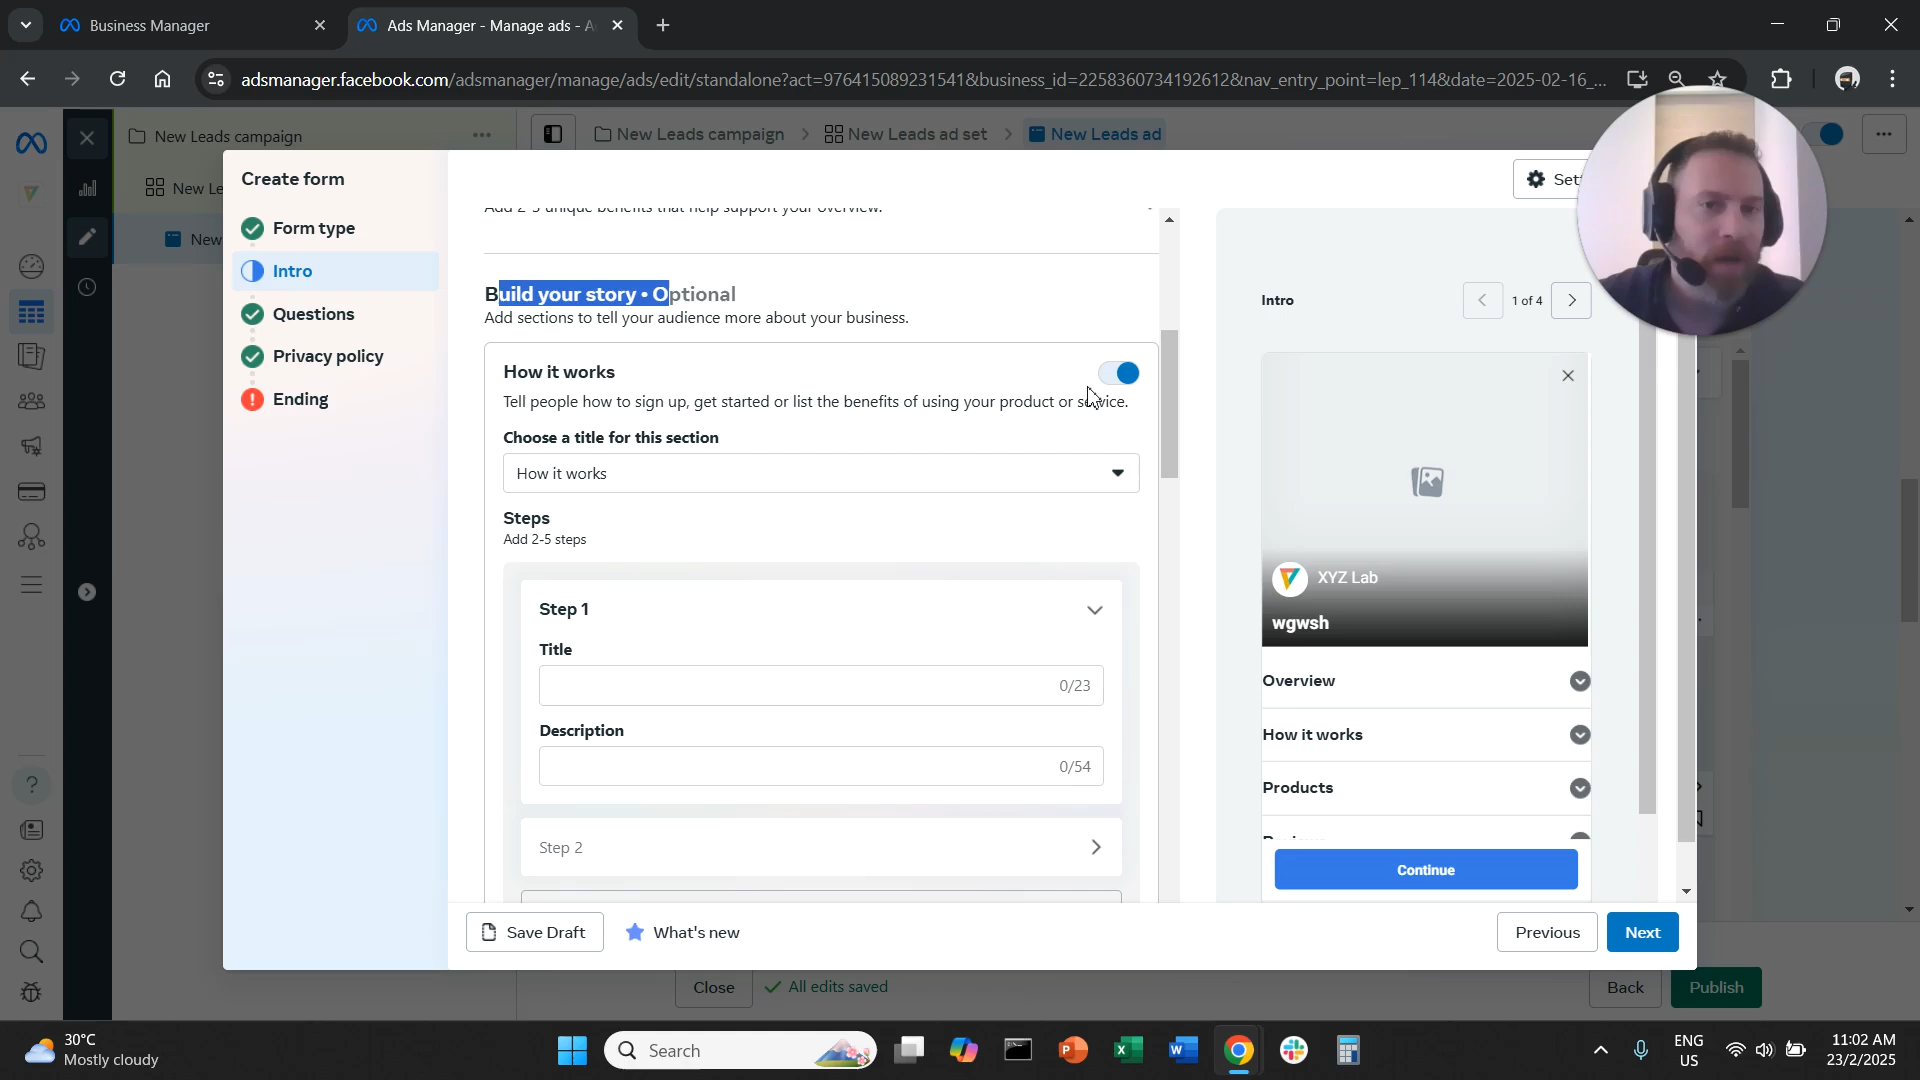 Business Manager
Ads Manager - Manage ads - A
adsmanager.facebook.com/adsmanager/manage/ads/edit/standalone?act=976415089231541&business_id=2258360734192612&nav_entry_point=lep_114&date=2025-02-16_...
New Leads campaign
New Leads campaign
New Leads ad set
New Leads ad
New Le
New
Create form
Form type
Intro
Questions
Privacy policy
Ending
Build your story • Optional
Add sections to tell your audience more about your business.
How it works
Tell people how to sign up, get started or list the benefits of using your product or service.
Choose a title for this section
How it works
Steps
Add 2-5 steps
Step 1
Title
0/23
Description
0/54
Step 2
Save Draft
What's new
Previous
Next
Intro
1 of 4
XYZ Lab
wgwsh
Overview
How it works
Products
Continue
Close
All edits saved
Back
Publish
30°C
Mostly cloudy
Search
ENG
US
11:02 AM
23/2/2025